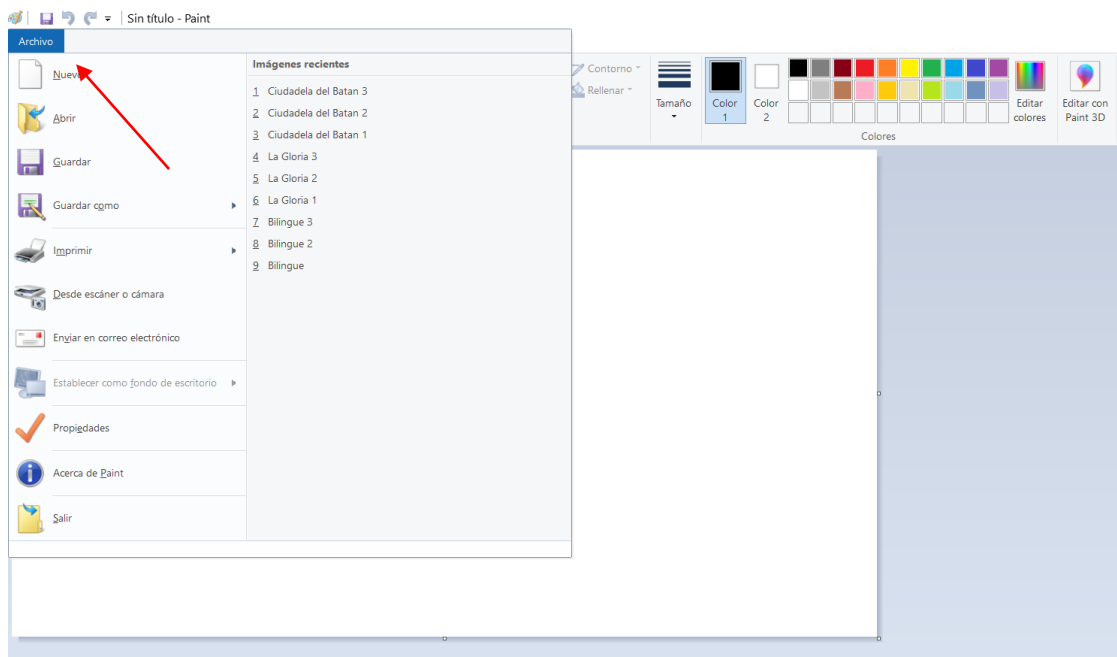 Sin título - Paint
Archivo
Nuevo
Abrir
Guardar
Guardar como
Imprimir
Desde escáner o cámara
Enviar en correo electrónico
Establecer como fondo de escritorio
Propiedades
Acerca de Paint
Salir
Imágenes recientes
1 Ciudadela del Batan 3
2 Ciudadela del Batan 2
3 Ciudadela del Batan 1
4 La Gloria 3
5 La Gloria 2
6 La Gloria 1
7 Bilingue 3
8 Bilingue 2
9 Bilingue
Contorno
Rellenar
Tamaño
Color
1
Color
2
Editar
colores
Editar con
Paint 3D
Colores